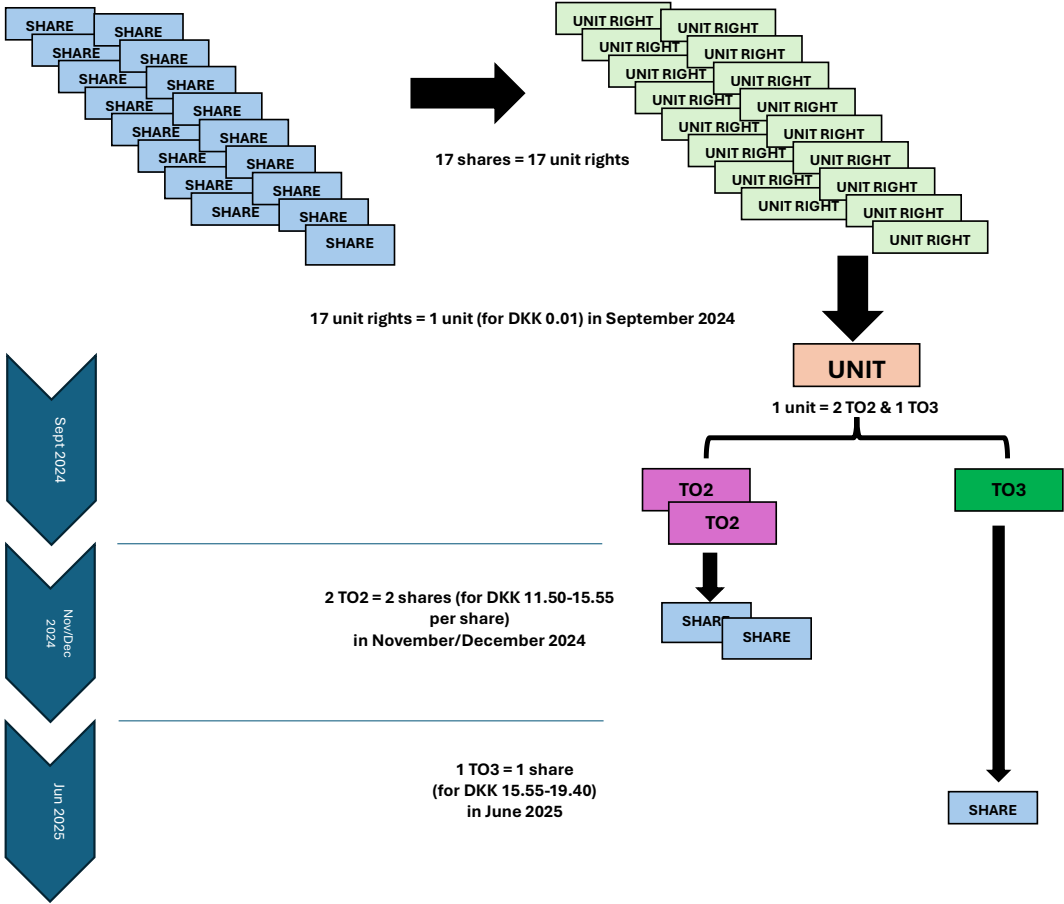 SHARE SHARE
SHARE SHARE
SHARE SHARE
SHARE SHARE
SHARE SHARE
SHARE SHARE
SHARE SHARE
SHARE SHARE
SHARE
17 shares = 17 unit rights
UNIT RIGHT UNIT RIGHT
UNIT RIGHT UNIT RIGHT
UNIT RIGHT UNIT RIGHT
UNIT RIGHT UNIT RIGHT
UNIT RIGHT UNIT RIGHT
UNIT RIGHT UNIT RIGHT
UNIT RIGHT UNIT RIGHT
UNIT RIGHT UNIT RIGHT
UNIT RIGHT
17 unit rights = 1 unit (for DKK 0.01) in September 2024
UNIT
1 unit = 2 TO2 & 1 TO3
Sept 2024
TO2
TO2
TO3
Nov/Dec
2024
2 TO2 = 2 shares (for DKK 11.50-15.55
per share)
in November/December 2024
SHARE
SHARE
Jun 2025
1 TO3 = 1 share
(for DKK 15.55-19.40)
in June 2025
SHARE